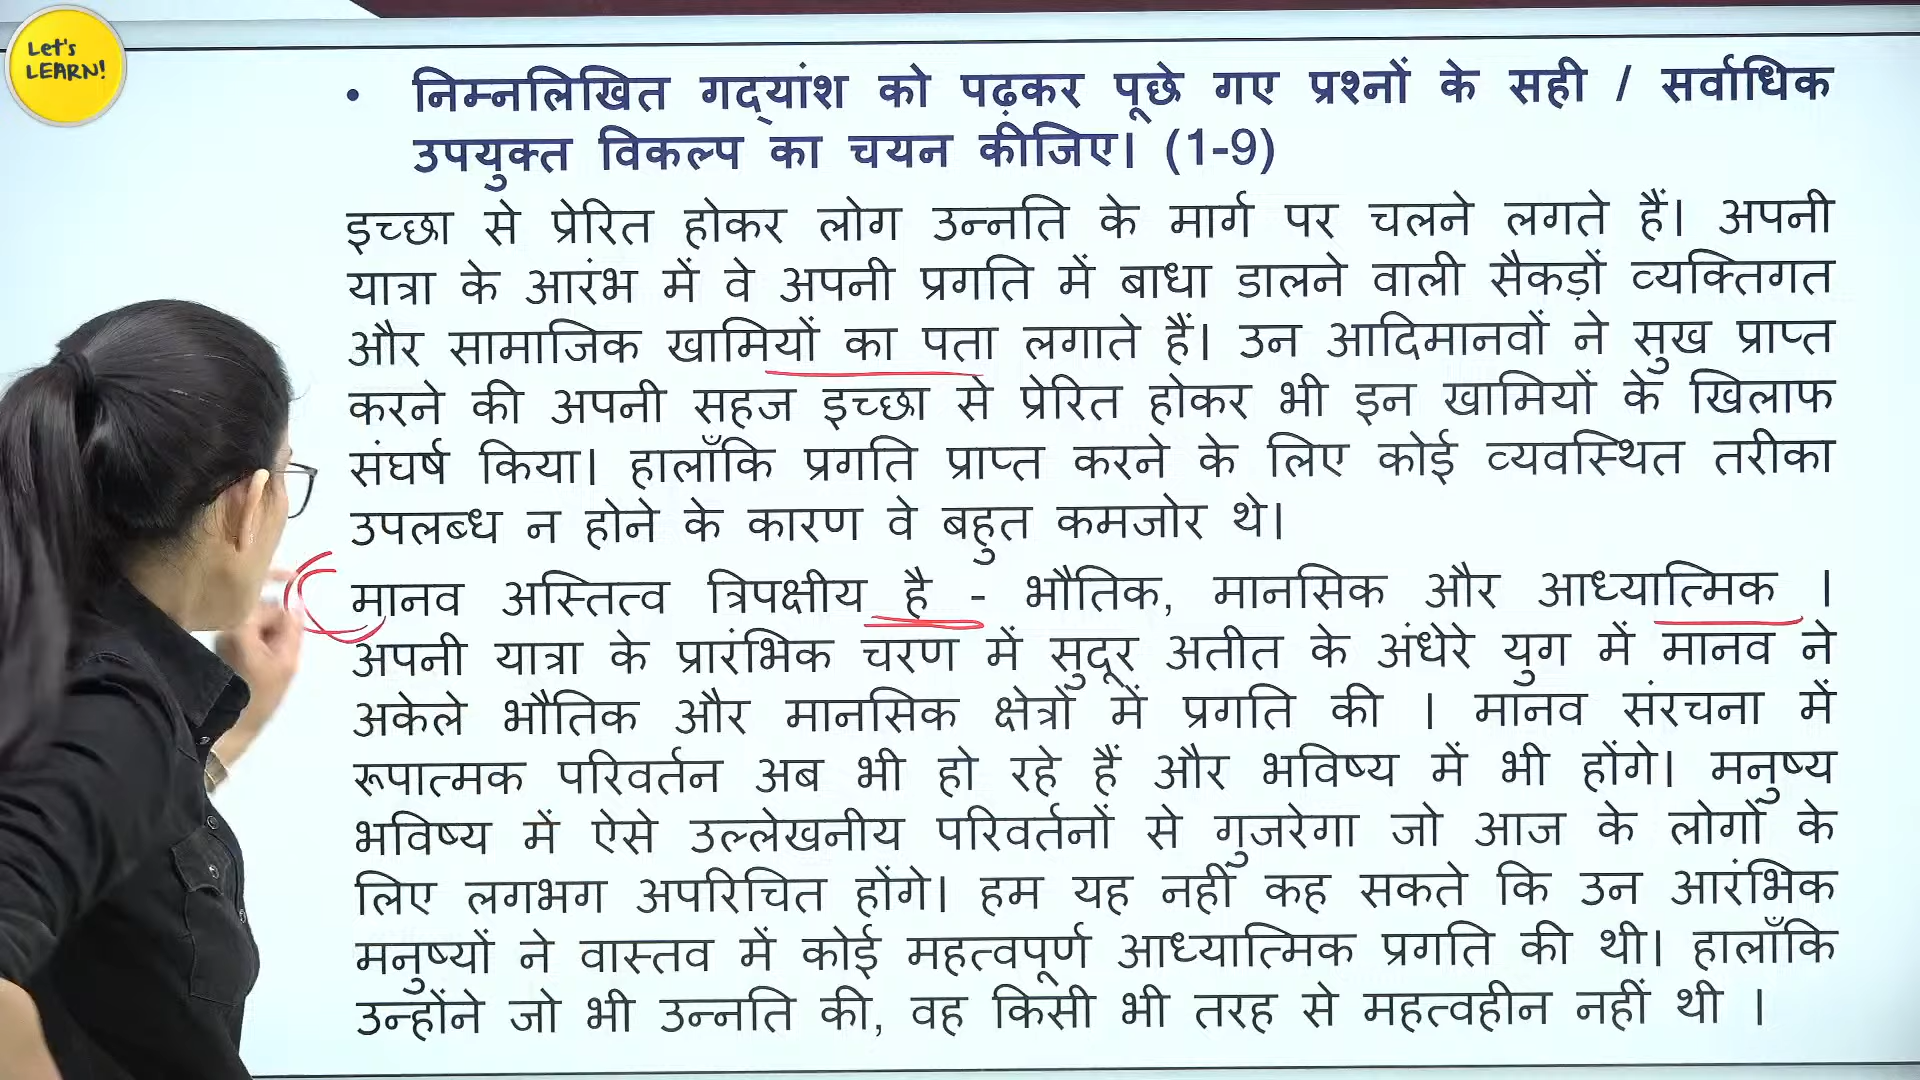 Let's
LEARN!
• निम्नलिखित गद्‌यांश को पढ़कर पूछे गए प्रश्नों के सही / सर्वाधिक
उपयुक्त विकल्प का चयन कीजिए। (1-9)
इच्छा से प्रेरित होकर लोग उन्नति के मार्ग पर चलने लगते हैं। अपनी
यात्रा के आरंभ में वे अपनी प्रगति में बाधा डालने वाली सैकड़ों व्यक्तिगत
और सामाजिक खामियों का पता लगाते हैं। उन आदिमानवों ने सुख प्राप्त
करने की अपनी सहज इच्छा से प्रेरित होकर भी इन खामियों के खिलाफ
संघर्ष किया। हालाँकि प्रगति प्राप्त करने के लिए कोई व्यवस्थित तरीका
उपलब्ध न होने के कारण वे बहुत कमजोर थे।
मानव अस्तित्व त्रिपक्षीय है - भौतिक, मानसिक और आध्यात्मिक ।
अपनी यात्रा के प्रारंभिक चरण में सुदूर अतीत के अंधेरे युग में मानव ने
अकेले भौतिक और मानसिक क्षेत्रों में प्रगति की । मानव संरचना में
रूपात्मक परिवर्तन अब भी हो रहे हैं और भविष्य में भी होंगे। मनुष्य
भविष्य में ऐसे उल्लेखनीय परिवर्तनों से गुजरेगा जो आज के लोगों के
लिए लगभग अपरिचित होंगे। हम यह नहीं कह सकते कि उन आरंभिक
मनुष्यों ने वास्तव में कोई महत्वपूर्ण आध्यात्मिक प्रगति की थी। हालाँकि
उन्होंने जो भी उन्नति की, वह किसी भी तरह से महत्वहीन नहीं थी ।